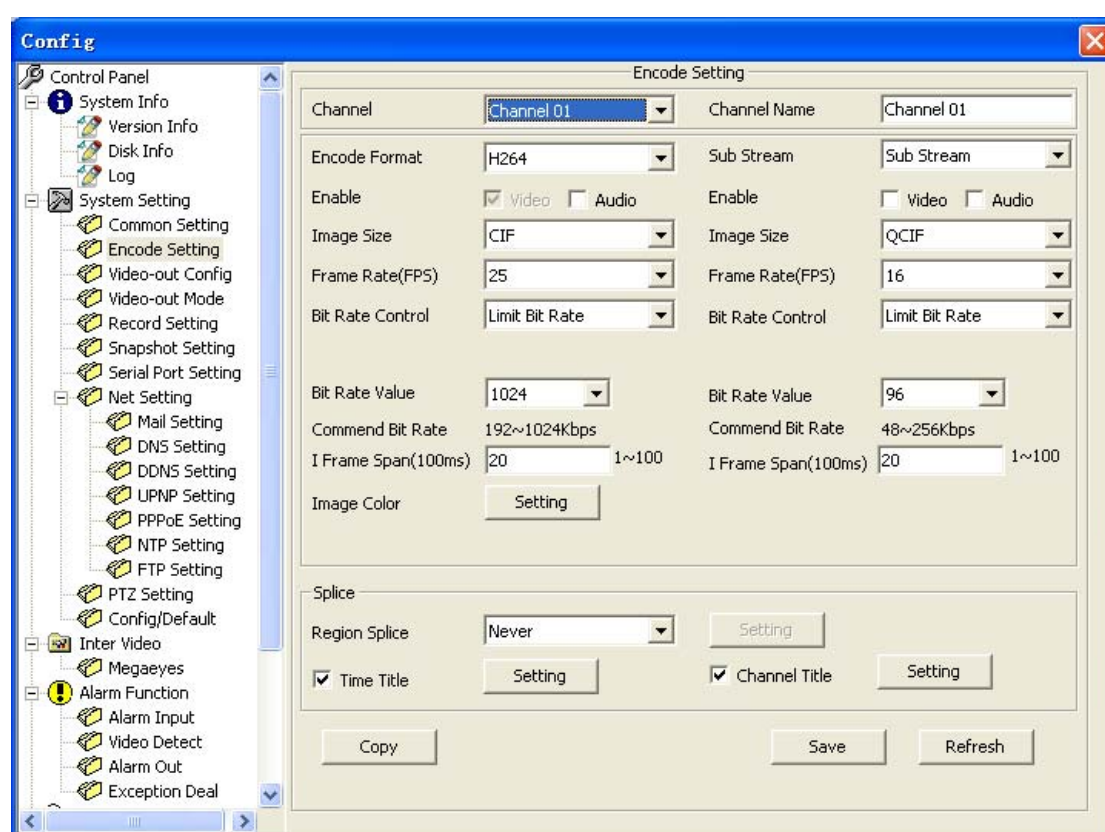 Config
Control Panel
System Info
Version Info
Disk Info
Log
System Setting
Common Setting
Encode Setting
Video-out Config
Video-out Mode
Record Setting
Snapshot Setting
Serial Port Setting
Net Setting
Mail Setting
DNS Setting
DDNS Setting
UPNP Setting
PPPoE Setting
NTP Setting
FTP Setting
PTZ Setting
Config/Default
Inter Video
Megaeyes
Alarm Function
Alarm Input
Video Detect
Alarm Out
Exception Deal
Encode Setting
Channel Channel 01 Channel Name Channel 01
Encode Format H264 Sub Stream Sub Stream
Enable Video Audio Enable Video Audio
Image Size CIF Image Size QCIF
Frame Rate(FPS) 25 Frame Rate(FPS) 16
Bit Rate Control Limit Bit Rate Bit Rate Control Limit Bit Rate
Bit Rate Value 1024 Bit Rate Value 96
Commend Bit Rate 192~1024Kbps Commend Bit Rate 48~256Kbps
I Frame Span(100ms) 20 1~100 I Frame Span(100ms) 20 1~100
Image Color Setting
Splice
Region Splice Never Setting
Time Title Setting Channel Title Setting
Copy Save Refresh